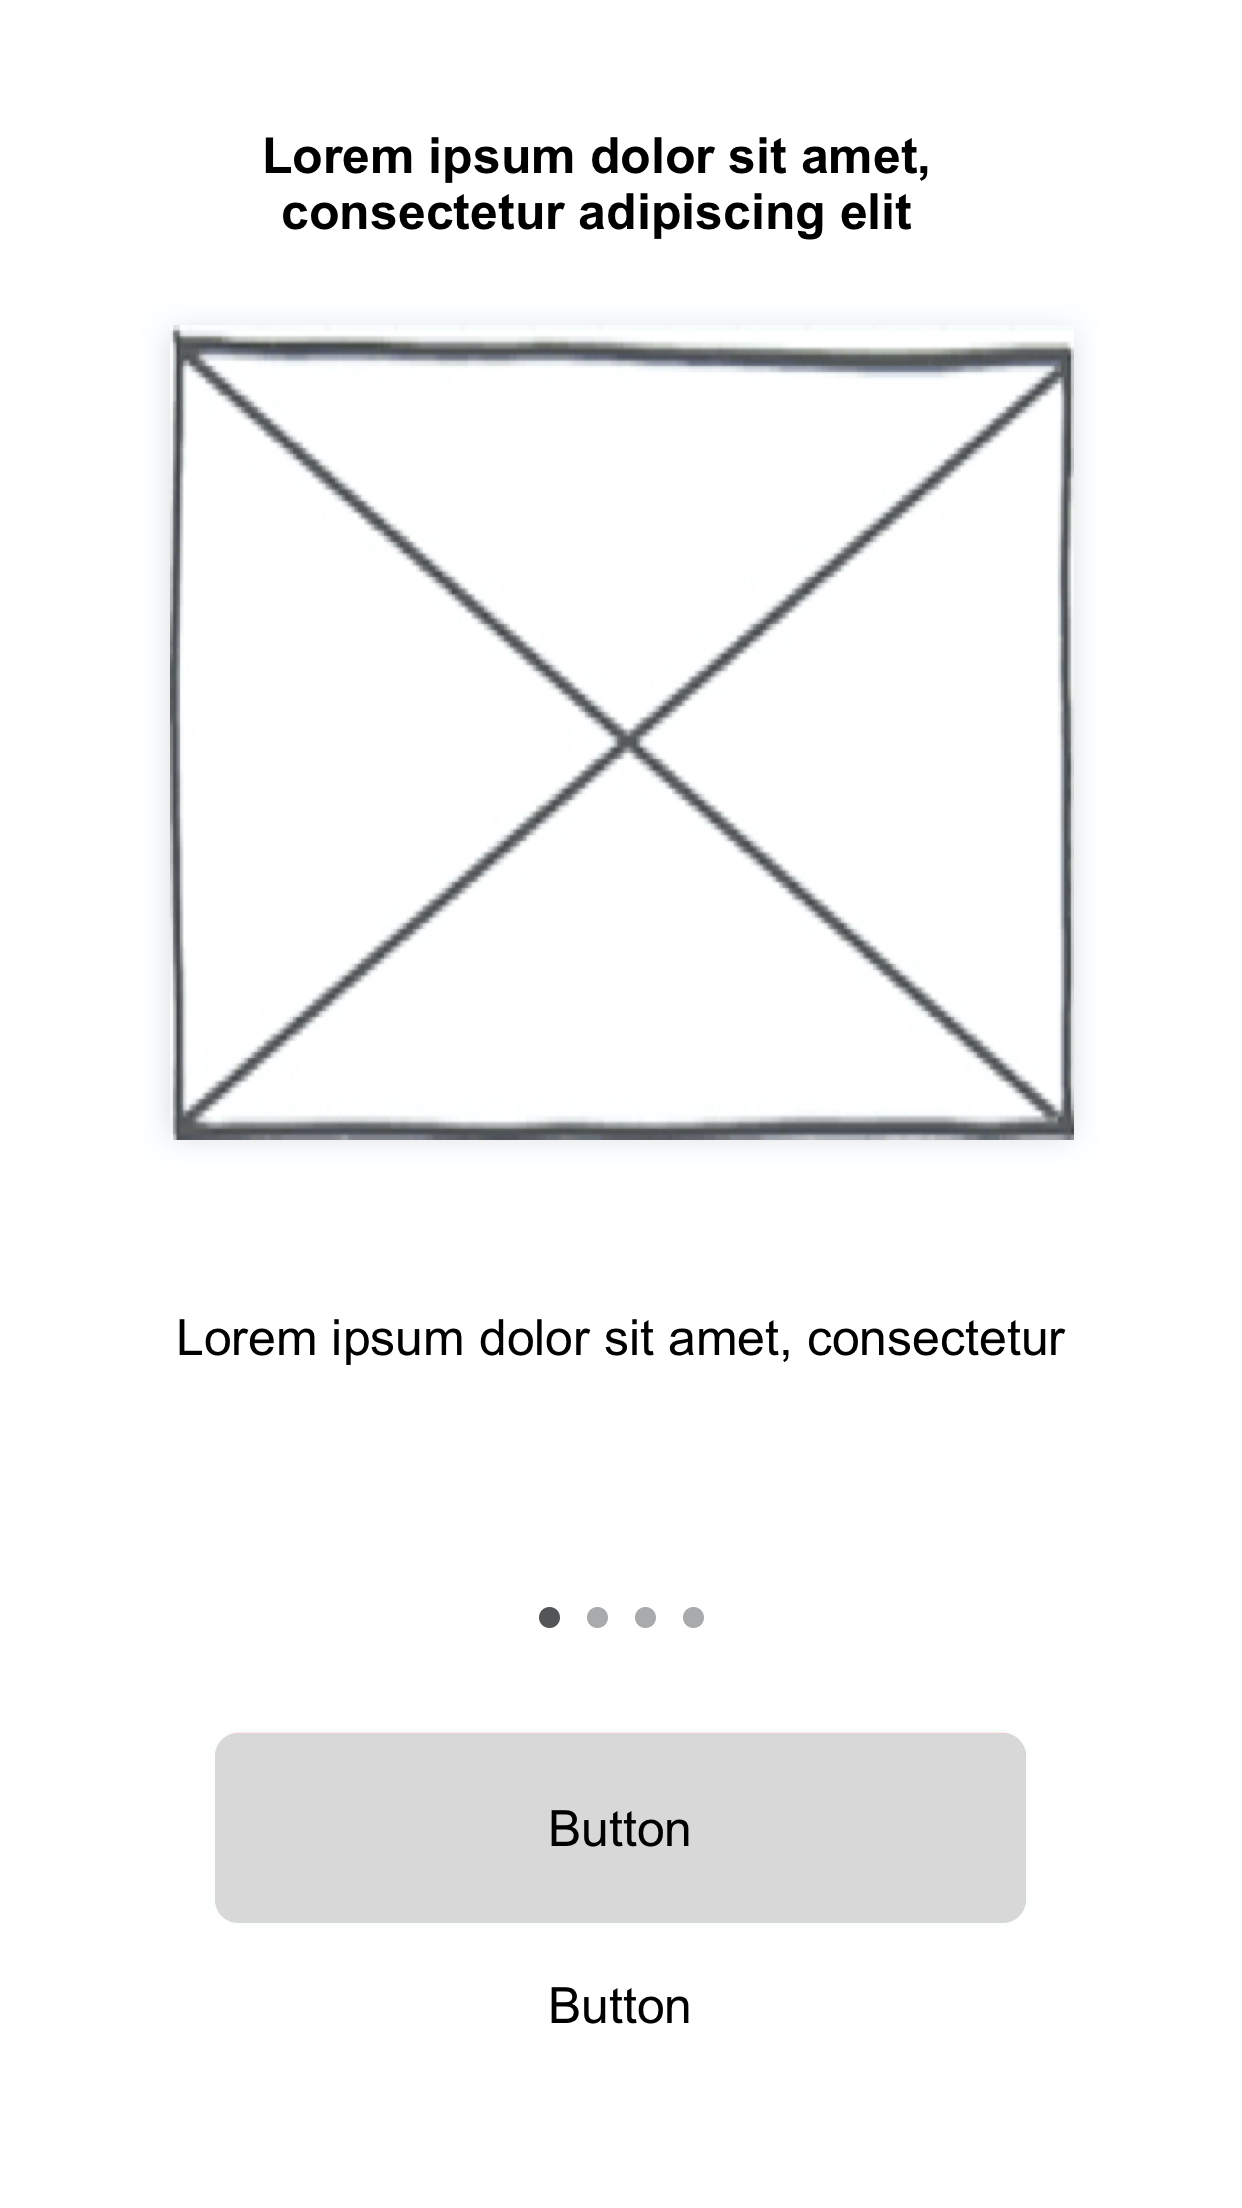 Lorem ipsum dolor sit amet,
consectetur adipiscing elit
Lorem ipsum dolor sit amet, consectetur
Button
Button